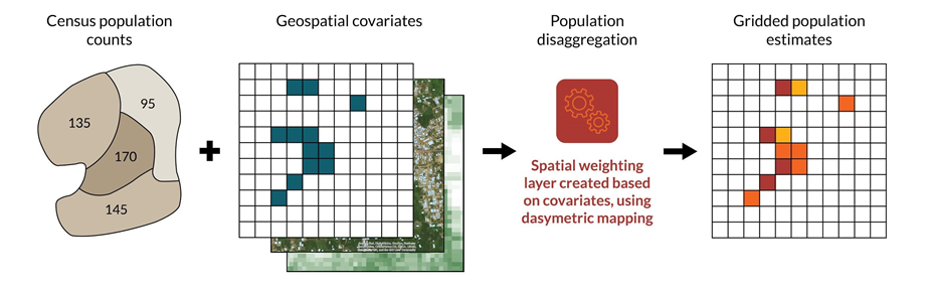 Census population
counts
Geospatial covariates
Population
disaggregation
Gridded population
estimates
135
95
170
145
Spatial weighting
layer created based
on covariates, using
dasymetric mapping